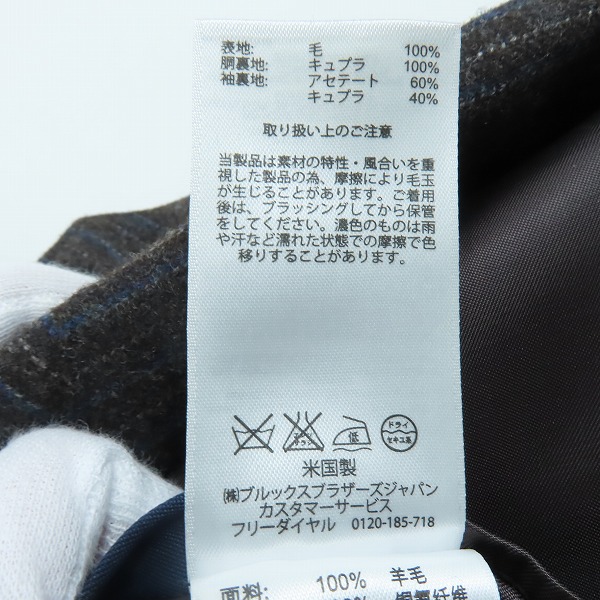 表地: 毛 100%
胴裏地: キュプラ 100%
袖裏地: アセテート 60%
キュプラ 40%
取り扱い上のご注意
当製品は素材の特性・風合いを重
視した製品の為、摩擦により毛玉
が生じることがあります。ご着用
後は、ブラッシングしてから保管
をしてください。濃色のものは雨
や汗など濡れた状態での摩擦で色
移りすることがあります。
エンソ
サラシ
低
ドライ
セキユ系
米国製
㈱ブルックスブラザーズジャパン
カスタマーサービス
フリーダイヤル 0120-185-718
面料: 100% 羊毛